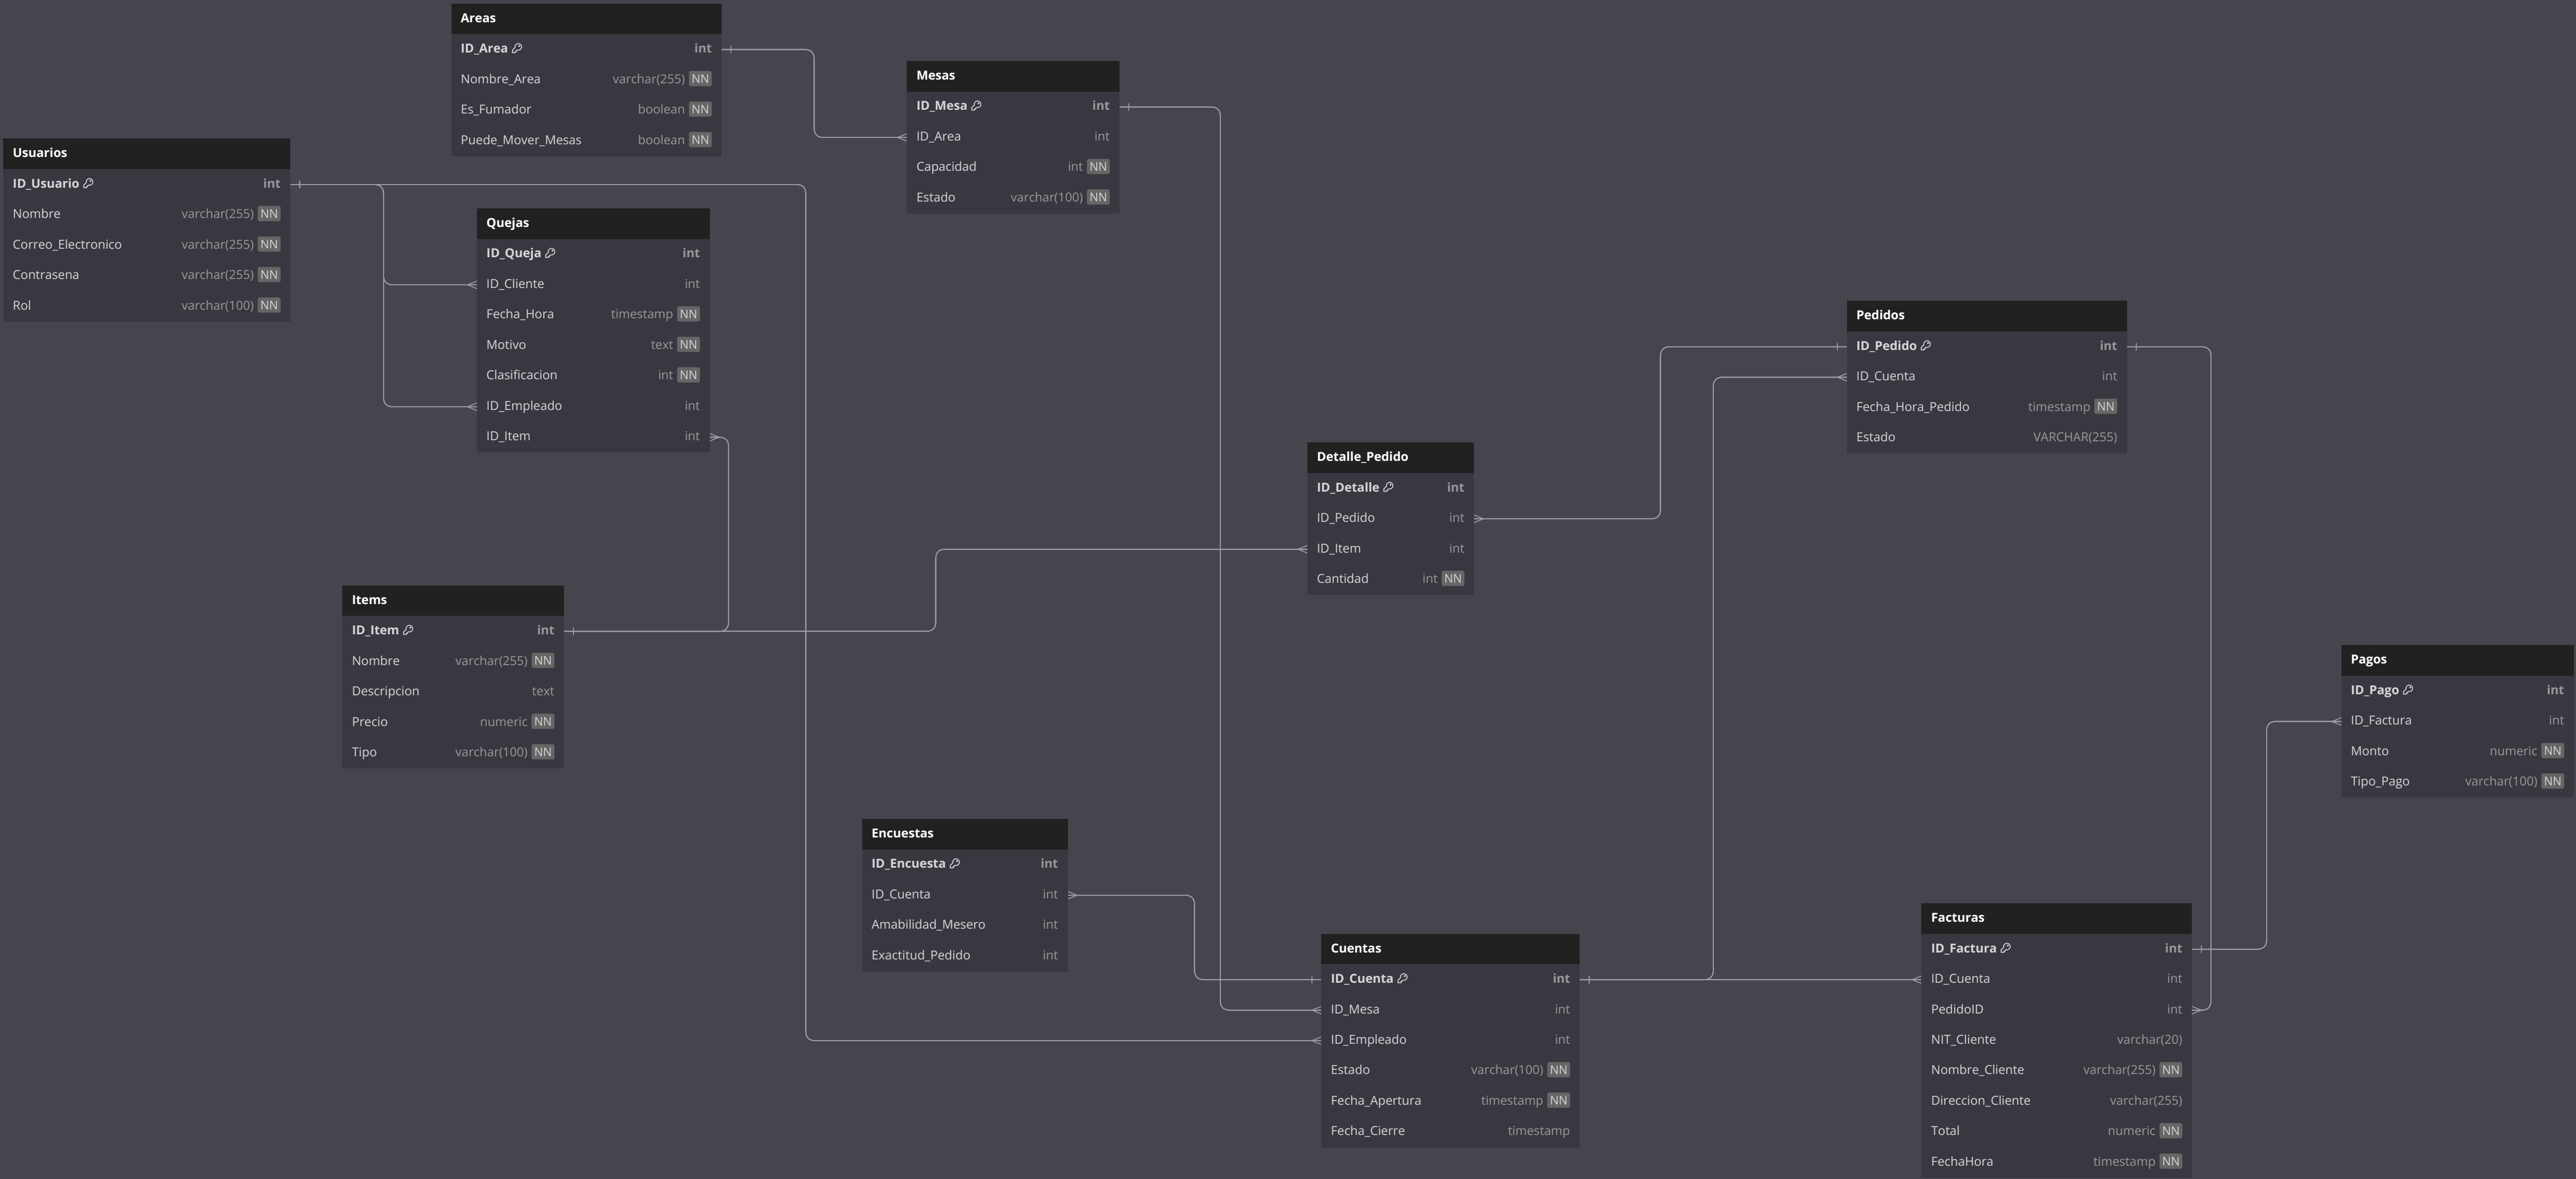 Areas
ID_Area int
Nombre_Area varchar(255) NN
Es_Fumador boolean NN
Puede_Mover_Mesas boolean NN
Mesas
ID_Mesa int
ID_Area int
Capacidad int NN
Estado varchar(100) NN
Usuarios
ID_Usuario int
Nombre varchar(255) NN
Correo_Electronico varchar(255) NN
Contrasena varchar(255) NN
Rol varchar(100) NN
Quejas
ID_Queja int
ID_Cliente int
Fecha_Hora timestamp NN
Motivo text NN
Clasificacion int NN
ID_Empleado int
ID_Item int
Pedidos
ID_Pedido int
ID_Cuenta int
Fecha_Hora_Pedido timestamp NN
Estado VARCHAR(255)
Detalle_Pedido
ID_Detalle int
ID_Pedido int
ID_Item int
Cantidad int NN
Items
ID_Item int
Nombre varchar(255) NN
Descripcion text
Precio numeric NN
Tipo varchar(100) NN
Pagos
ID_Pago int
ID_Factura int
Monto numeric NN
Tipo_Pago varchar(100) NN
Encuestas
ID_Encuesta int
ID_Cuenta int
Amabilidad_Mesero int
Exactitud_Pedido int
Cuentas
ID_Cuenta int
ID_Mesa int
ID_Empleado int
Estado varchar(100) NN
Fecha_Apertura timestamp NN
Fecha_Cierre timestamp
Facturas
ID_Factura int
ID_Cuenta int
PedidoID int
NIT_Cliente varchar(20)
Nombre_Cliente varchar(255) NN
Direccion_Cliente varchar(255)
Total numeric NN
FechaHora timestamp NN